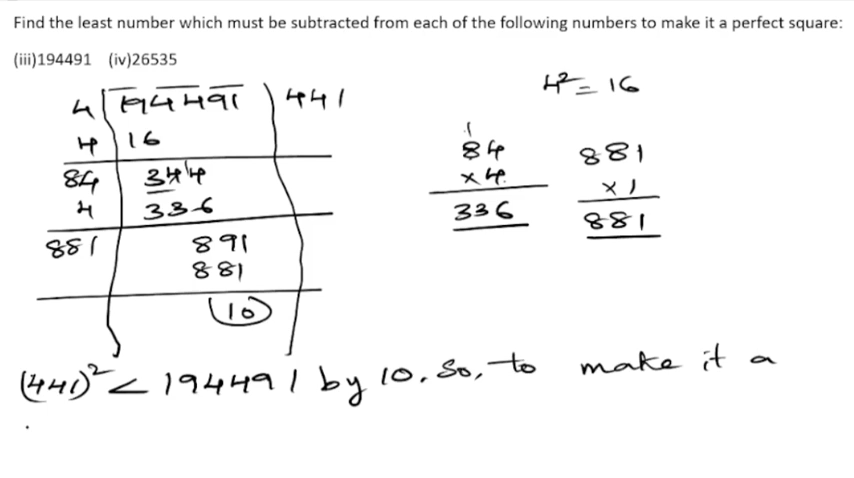 Find the least number which must be subtracted from each of the following numbers to make it a perfect square:
(iii)194491 (iv)26535
4² = 16
4 194491 441
4 16
84 344
4 336
881 891
881
10
1
84
x 4
336
881
x 1
881
(441)² < 194491 by 10. So, to make it a